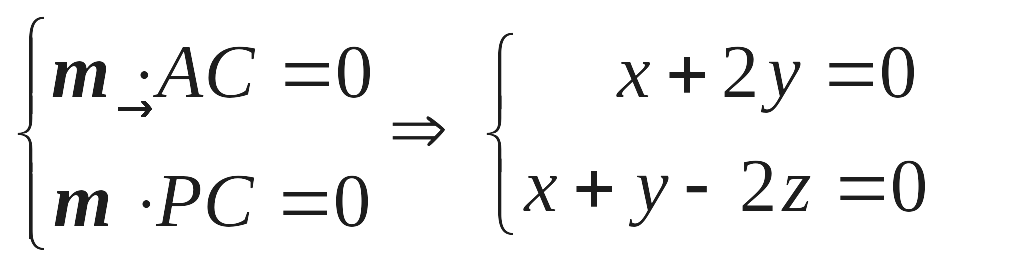 m · AC = 0 ⇒ x + 2y = 0
→
m · PC = 0 x + y - 2z = 0